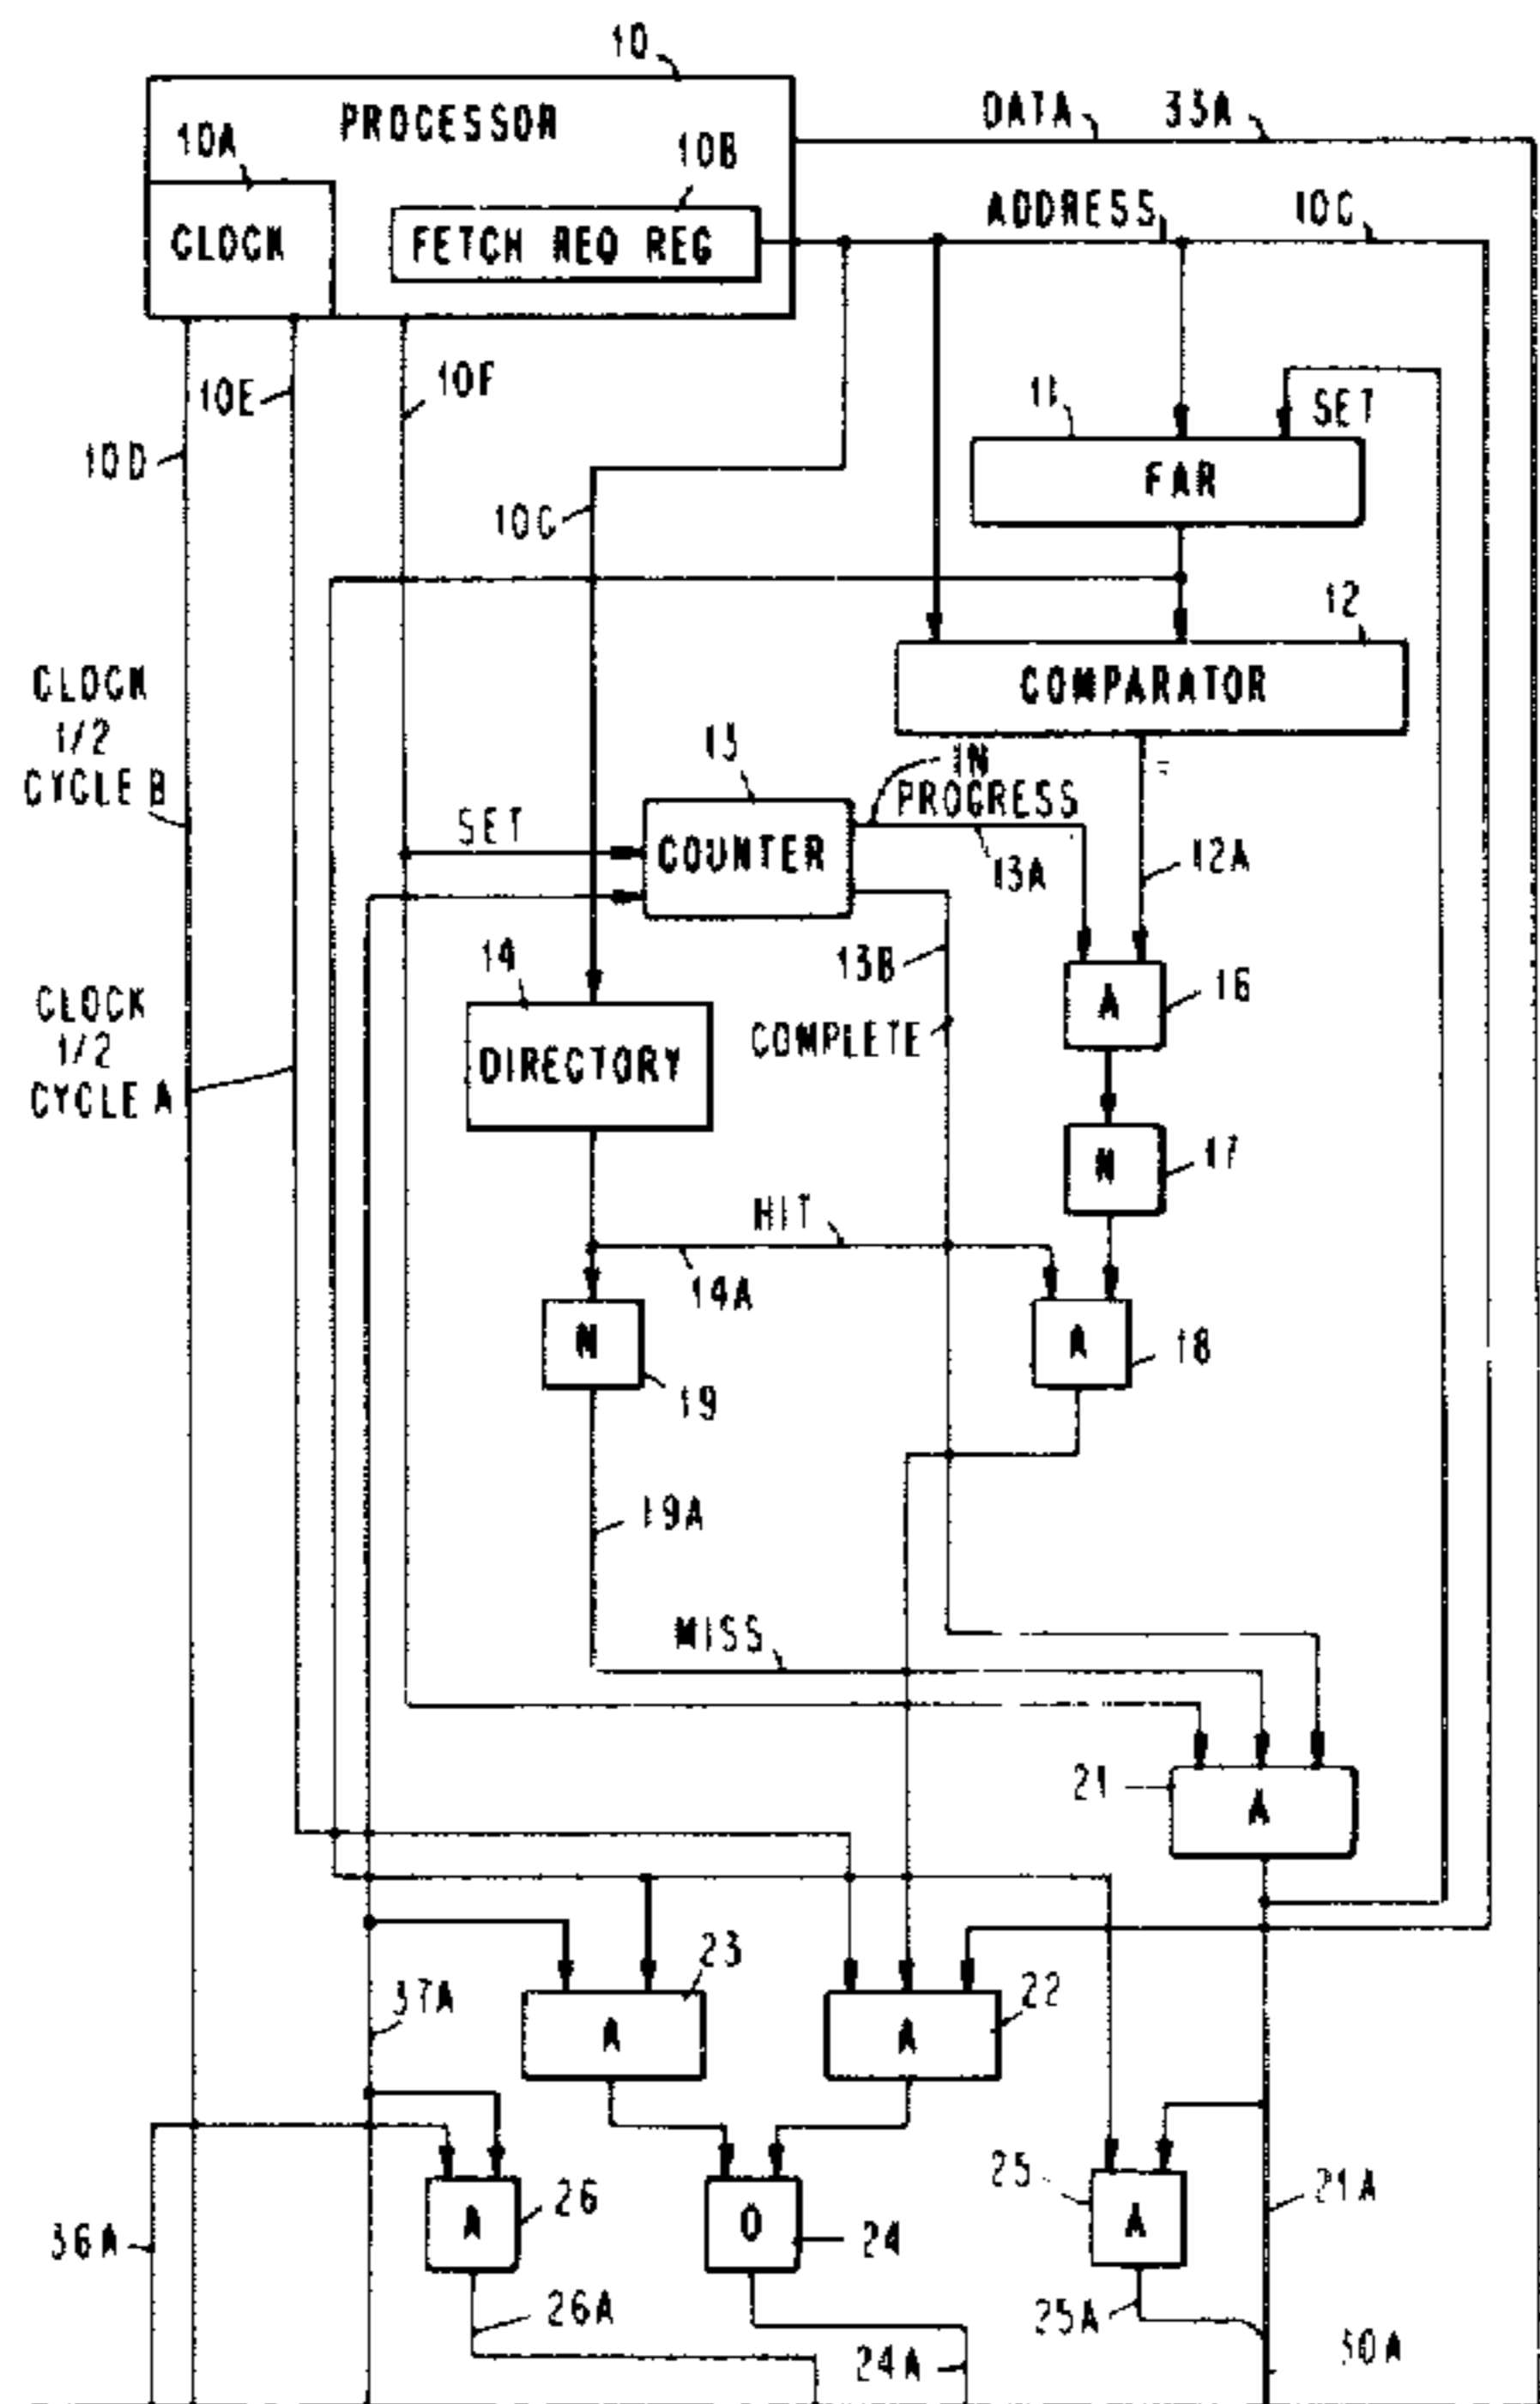 10
PROCESSOR
DATA 33A
10A
10B
CLOCK
FETCH REQ REG
ADDRESS 10C
10E
10F
10D
11
SET
FAR
10C
12
CLOCK
1/2
CYCLE B
COMPARATOR
13
IN
PROGRESS
SET
COUNTER
13A
12A
14
13B
A
16
CLOCK
1/2
CYCLE A
DIRECTORY
COMPLETE
N
17
HIT
14A
N
19
A
18
19A
MISS
21
A
23
22
37A
A
A
26
A
O
24
25
A
21A
36A
26A
24A
25A
30A